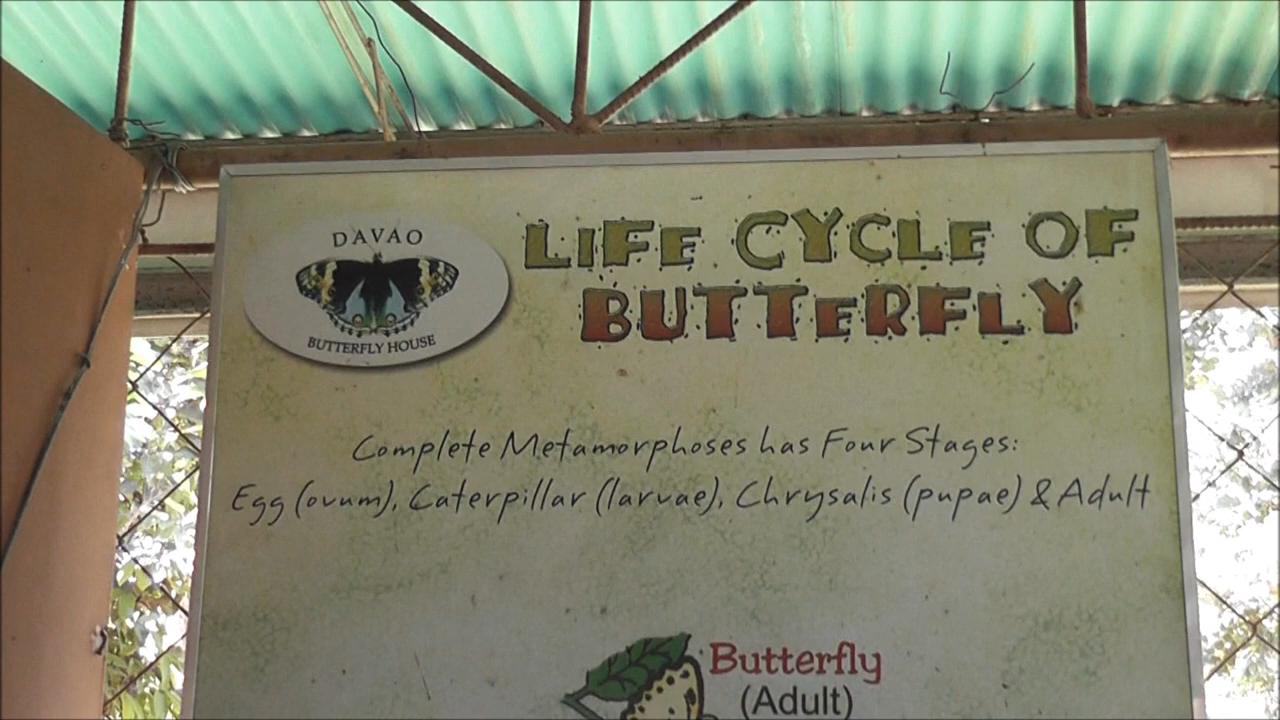 DAVAO
BUTTERFLY HOUSE
LIFE CYCLE OF
BUTTERFLY
Complete Metamorphoses has Four Stages:
Egg (ovum), Caterpillar (larvae), Chrysalis (pupae) & Adult
Butterfly
(Adult)